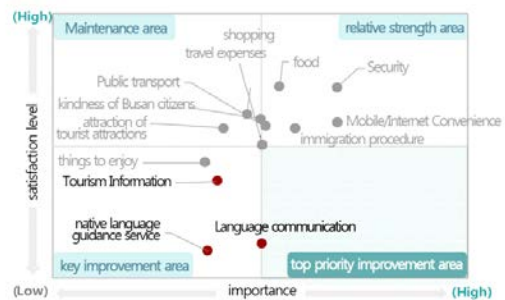 (High)
Maintenance area
shopping
relative strength area
travel expenses
food
Security
Public transport
kindness of Busan citizens
attraction of
tourist attractions
Mobile/Internet Convenience
immigration procedure
satisfaction level
things to enjoy
Tourism Information
native language
guidance service
Language communication
key improvement area
top priority improvement area
(Low)
importance
(High)